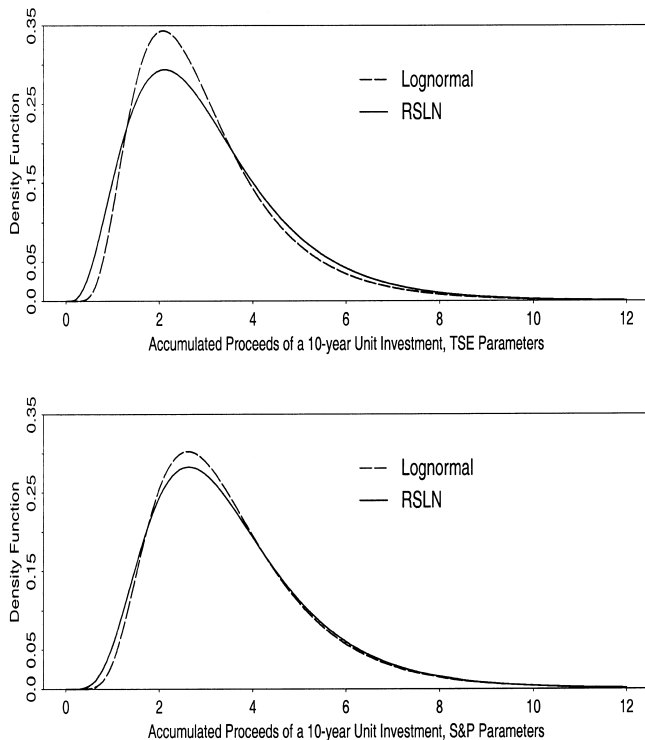 0.35
0.25
0.15
0.05
0.0
Density Function
Lognormal
RSLN
0 2 4 6 8 10 12
Accumulated Proceeds of a 10-year Unit Investment, TSE Parameters
0.35
0.25
0.15
0.05
0.0
Density Function
Lognormal
RSLN
0 2 4 6 8 10 12
Accumulated Proceeds of a 10-year Unit Investment, S&P Parameters